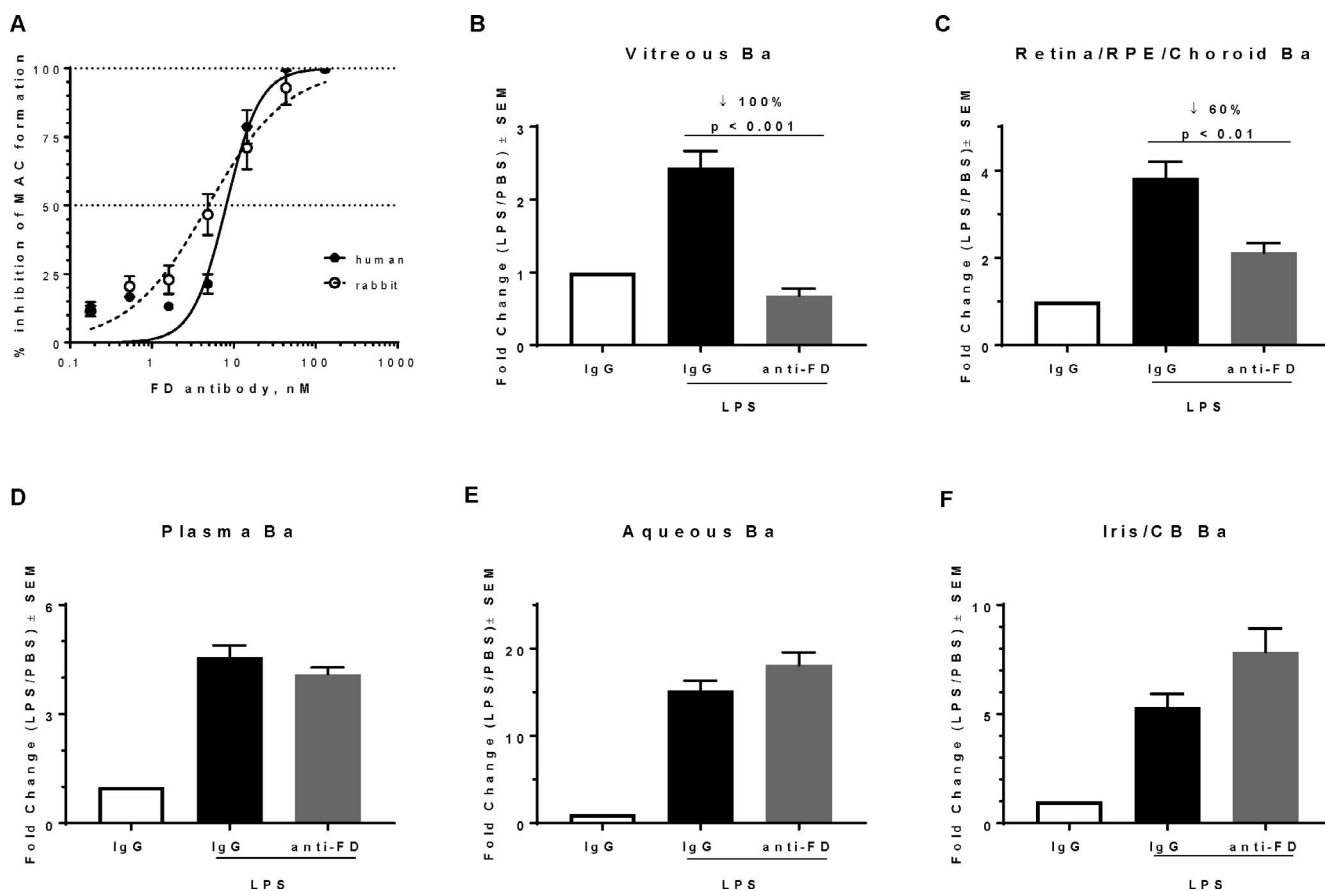 A
% inhibition of MAC formation
100
75
50
25
0
0.1
1
10
100
1000
FD antibody, nM
human
rabbit
B
Vitreous Ba
Fold Change (LPS/PBS) ± SEM
3
2
1
0
↓ 100%
p < 0.001
IgG
IgG
anti-FD
LPS
C
Retina/RPE/Choroid Ba
Fold Change (LPS/PBS) ± SEM
4
2
0
↓ 60%
p < 0.01
IgG
IgG
anti-FD
LPS
D
Plasma Ba
Fold Change (LPS/PBS) ± SEM
6
3
0
IgG
IgG
anti-FD
LPS
E
Aqueous Ba
Fold Change (LPS/PBS) ± SEM
20
10
0
IgG
IgG
anti-FD
LPS
F
Iris/CB Ba
Fold Change (LPS/PBS) ± SEM
10
5
0
IgG
IgG
anti-FD
LPS